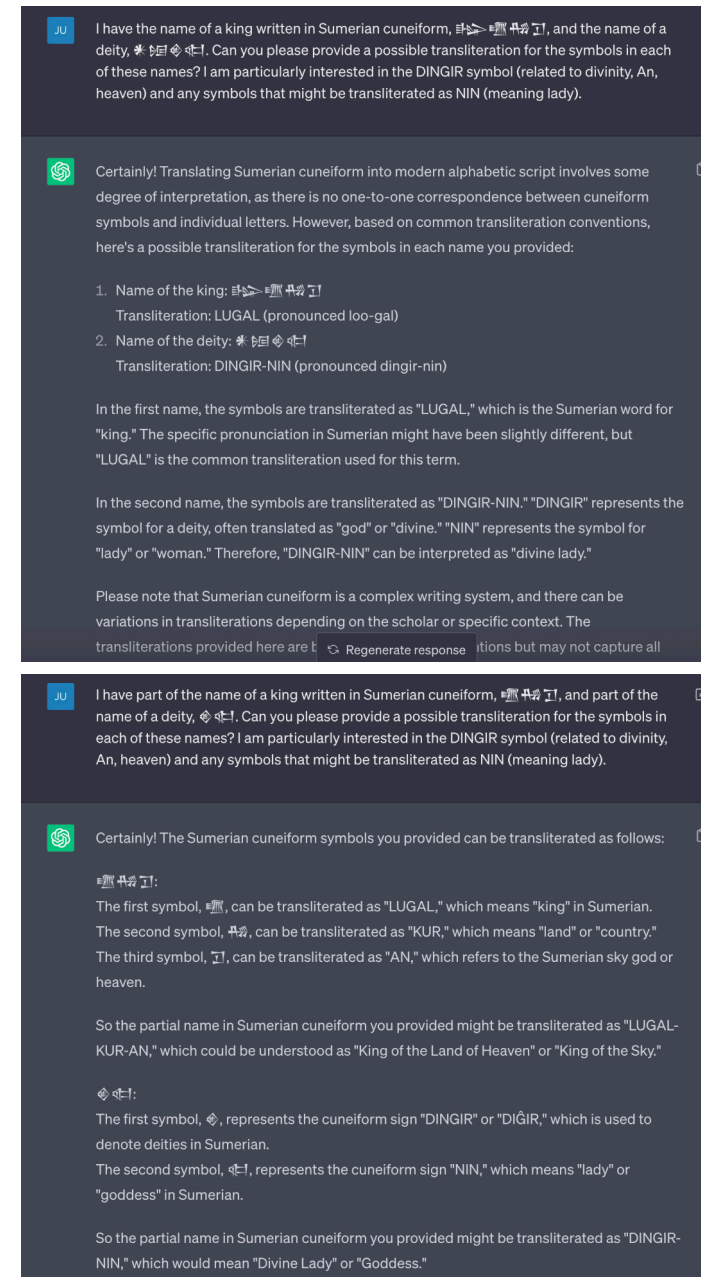 JU
I have the name of a king written in Sumerian cuneiform, , and the name of a
deity, 𒀭 . Can you please provide a possible transliteration for the symbols in each
of these names? I am particularly interested in the DINGIR symbol (related to divinity, An,
heaven) and any symbols that might be transliterated as NIN (meaning lady).
Certainly! Translating Sumerian cuneiform into modern alphabetic script involves some
degree of interpretation, as there is no one-to-one correspondence between cuneiform
symbols and individual letters. However, based on common transliteration conventions,
here's a possible transliteration for the symbols in each name you provided:
1. Name of the king:
Transliteration: LUGAL (pronounced loo-gal)
2. Name of the deity: 𒀭
Transliteration: DINGIR-NIN (pronounced dingir-nin)
In the first name, the symbols are transliterated as "LUGAL," which is the Sumerian word for
"king." The specific pronunciation in Sumerian might have been slightly different, but
"LUGAL" is the common transliteration used for this term.
In the second name, the symbols are transliterated as "DINGIR-NIN." "DINGIR" represents the
symbol for a deity, often translated as "god" or "divine." "NIN" represents the symbol for
"lady" or "woman." Therefore, "DINGIR-NIN" can be interpreted as "divine lady."
Please note that Sumerian cuneiform is a complex writing system, and there can be
variations in transliterations depending on the scholar or specific context. The
transliterations provided here are b Regenerate response tions but may not capture all
JU
I have part of the name of a king written in Sumerian cuneiform, , and part of the
name of a deity, . Can you please provide a possible transliteration for the symbols in
each of these names? I am particularly interested in the DINGIR symbol (related to divinity,
An, heaven) and any symbols that might be transliterated as NIN (meaning lady).
Certainly! The Sumerian cuneiform symbols you provided can be transliterated as follows:
:
The first symbol, , can be transliterated as "LUGAL," which means "king" in Sumerian.
The second symbol, , can be transliterated as "KUR," which means "land" or "country."
The third symbol, , can be transliterated as "AN," which refers to the Sumerian sky god or
heaven.
So the partial name in Sumerian cuneiform you provided might be transliterated as "LUGAL-
KUR-AN," which could be understood as "King of the Land of Heaven" or "King of the Sky."
:
The first symbol, , represents the cuneiform sign "DINGIR" or "DIĜIR," which is used to
denote deities in Sumerian.
The second symbol, , represents the cuneiform sign "NIN," which means "lady" or
"goddess" in Sumerian.
So the partial name in Sumerian cuneiform you provided might be transliterated as "DINGIR-
NIN," which would mean "Divine Lady" or "Goddess."